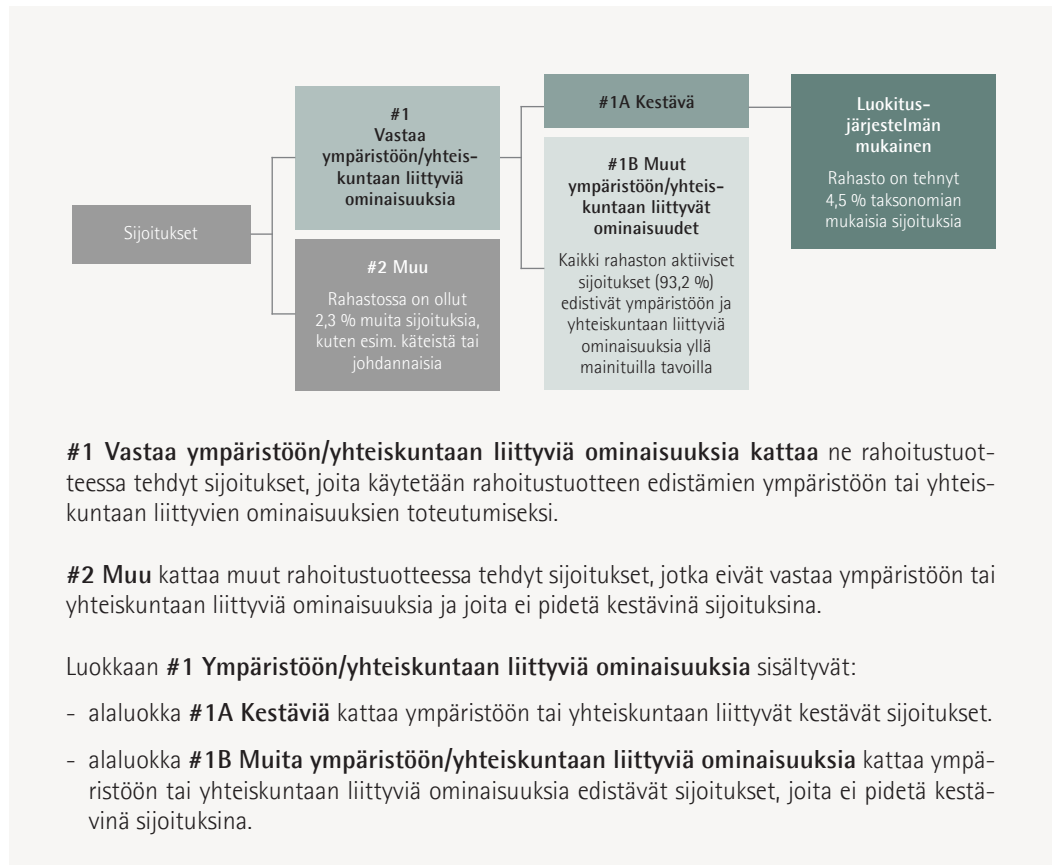 Sijoitukset
#1
Vastaa
ympäristöön/yhteis-
kuntaan liittyviä
ominaisuuksia
#2 Muu
Rahastossa on ollut
2,3 % muita sijoituksia,
kuten esim. käteistä tai
johdannaisia
#1A Kestävä
#1B Muut
ympäristöön/yhteis-
kuntaan liittyvät
ominaisuudet
Kaikki rahaston aktiiviset
sijoitukset (93,2 %)
edistivät ympäristöön ja
yhteiskuntaan liittyviä
ominaisuuksia yllä
mainituilla tavoilla
Luokitus-
järjestelmän
mukainen
Rahasto on tehnyt
4,5 % taksonomian
mukaisia sijoituksia
#1 Vastaa ympäristöön/yhteiskuntaan liittyviä ominaisuuksia kattaa ne rahoitustuot-
teessa tehdyt sijoitukset, joita käytetään rahoitustuotteen edistämien ympäristöön tai yhteis-
kuntaan liittyvien ominaisuuksien toteutumiseksi.
#2 Muu kattaa muut rahoitustuotteessa tehdyt sijoitukset, jotka eivät vastaa ympäristöön tai
yhteiskuntaan liittyviä ominaisuuksia ja joita ei pidetä kestävinä sijoituksina.
Luokkaan #1 Ympäristöön/yhteiskuntaan liittyviä ominaisuuksia sisältyvät:
- alaluokka #1A Kestäviä kattaa ympäristöön tai yhteiskuntaan liittyvät kestävät sijoitukset.
- alaluokka #1B Muita ympäristöön/yhteiskuntaan liittyviä ominaisuuksia kattaa ympä-
ristöön tai yhteiskuntaan liittyviä ominaisuuksia edistävät sijoitukset, joita ei pidetä kestä-
vinä sijoituksina.